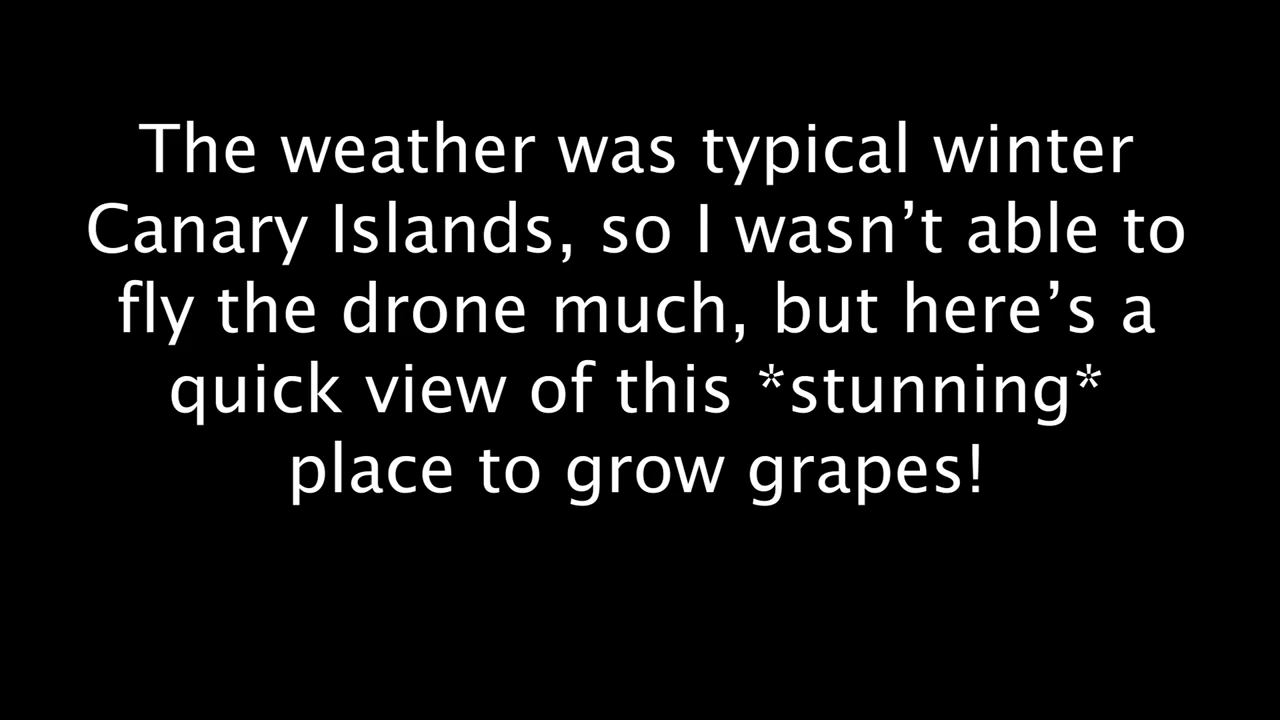 The weather was typical winter
Canary Islands, so I wasn’t able to
fly the drone much, but here’s a
quick view of this *stunning*
place to grow grapes!